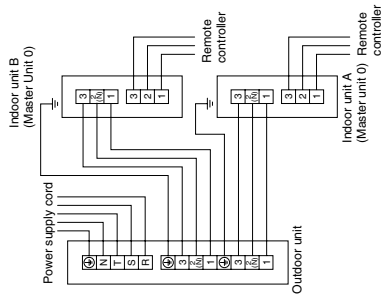 Indoor unit B
(Master Unit 0)
Power supply cord
N
T
S
R
3
2
(N)
1
3
2
(N)
1
Outdoor unit
3
2
(N)
1
3
2
1
Remote
controller
3
2
(N)
1
3
2
1
Indoor unit A
(Master unit 0)
Remote
controller